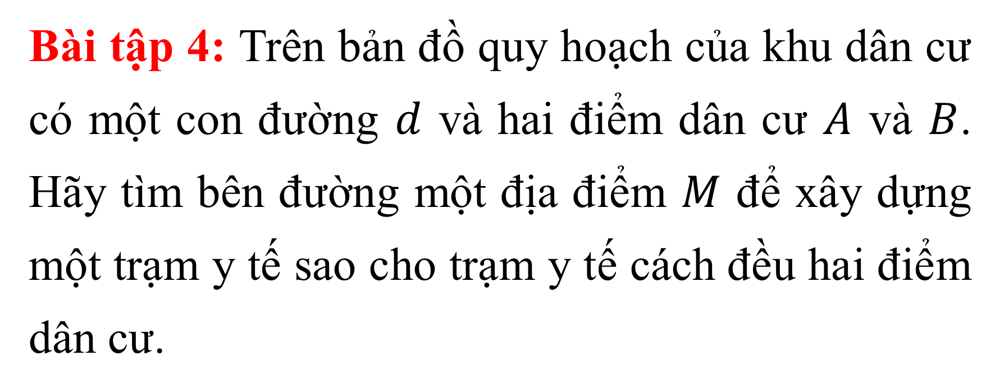 Bài tập 4: Trên bản đồ quy hoạch của khu dân cư
có một con đường d và hai điểm dân cư A và B.
Hãy tìm bên đường một địa điểm M để xây dựng
một trạm y tế sao cho trạm y tế cách đều hai điểm
dân cư.